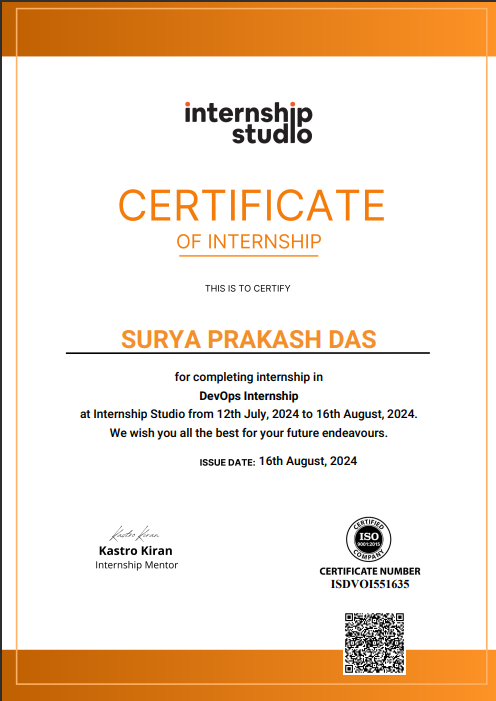 internship
studio
CERTIFICATE
OF INTERNSHIP
THIS IS TO CERTIFY
SURYA PRAKASH DAS
for completing internship in
DevOps Internship
at Internship Studio from 12th July, 2024 to 16th August, 2024.
We wish you all the best for your future endeavours.
ISSUE DATE: 16th August, 2024
Kastro Kiran
Kastro Kiran
Internship Mentor
CERTIFIED
ISO
9001:2015
COMPANY
CERTIFICATE NUMBER
ISDVOI551635